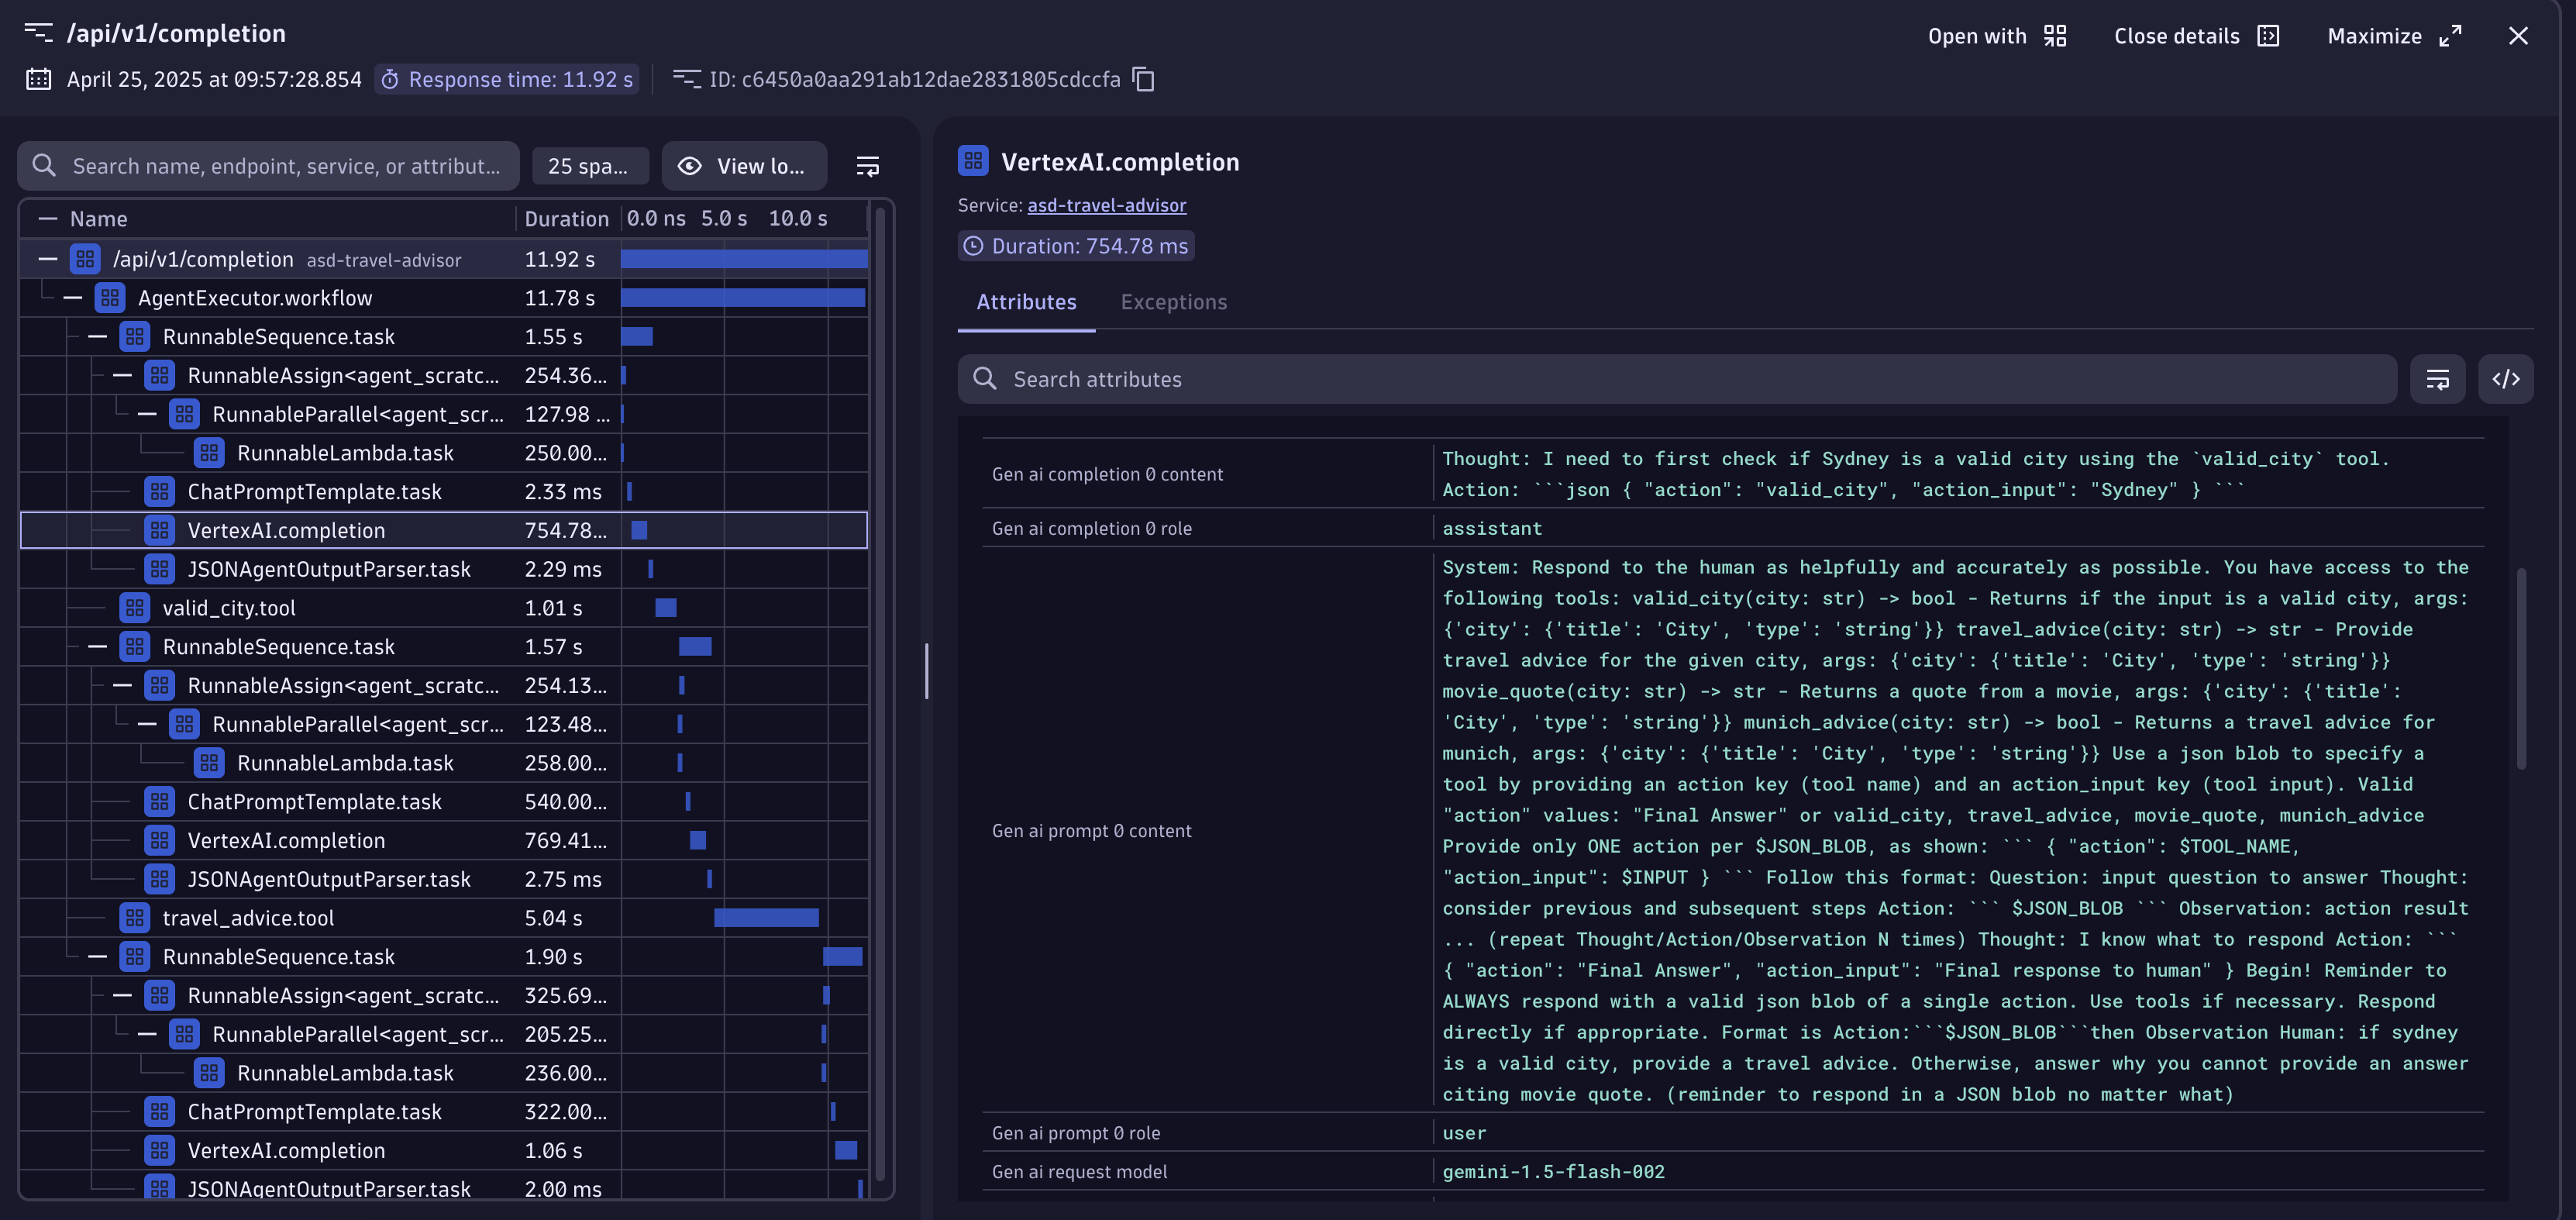 /api/v1/completion
Open with
Close details
Maximize
April 25, 2025 at 09:57:28.854
Response time: 11.92 s
ID: c6450a0aa291ab12dae2831805cdccfa
Search name, endpoint, service, or attribut...
25 spa...
View lo...
Name Duration 0.0 ns 5.0 s 10.0 s
/api/v1/completion asd-travel-advisor 11.92 s
AgentExecutor.workflow 11.78 s
RunnableSequence.task 1.55 s
RunnableAssign<agent_scratc... 254.36...
RunnableParallel<agent_scr... 127.98 ...
RunnableLambda.task 250.00...
ChatPromptTemplate.task 2.33 ms
VertexAI.completion 754.78...
JSONAgentOutputParser.task 2.29 ms
valid_city.tool 1.01 s
RunnableSequence.task 1.57 s
RunnableAssign<agent_scratc... 254.13...
RunnableParallel<agent_scr... 123.48...
RunnableLambda.task 258.00...
ChatPromptTemplate.task 540.00...
VertexAI.completion 769.41...
JSONAgentOutputParser.task 2.75 ms
travel_advice.tool 5.04 s
RunnableSequence.task 1.90 s
RunnableAssign<agent_scratc... 325.69...
RunnableParallel<agent_scr... 205.25...
RunnableLambda.task 236.00...
ChatPromptTemplate.task 322.00...
VertexAI.completion 1.06 s
JSONAgentOutputParser.task 2.00 ms
VertexAI.completion
Service: asd-travel-advisor
Duration: 754.78 ms
Attributes
Exceptions
Search attributes
Gen ai completion 0 content
Thought: I need to first check if Sydney is a valid city using the `valid_city` tool.
Action: ```json { "action": "valid_city", "action_input": "Sydney" } ```
Gen ai completion 0 role
assistant
Gen ai prompt 0 content
System: Respond to the human as helpfully and accurately as possible. You have access to the
following tools: valid_city(city: str) -> bool - Returns if the input is a valid city, args:
{'city': {'title': 'City', 'type': 'string'}} travel_advice(city: str) -> str - Provide
travel advice for the given city, args: {'city': {'title': 'City', 'type': 'string'}}
movie_quote(city: str) -> str - Returns a quote from a movie, args: {'city': {'title':
'City', 'type': 'string'}} munich_advice(city: str) -> bool - Returns a travel advice for
munich, args: {'city': {'title': 'City', 'type': 'string'}} Use a json blob to specify a
tool by providing an action key (tool name) and an action_input key (tool input). Valid
"action" values: "Final Answer" or valid_city, travel_advice, movie_quote, munich_advice
Provide only ONE action per $JSON_BLOB, as shown: ``` { "action": $TOOL_NAME,
"action_input": $INPUT } ``` Follow this format: Question: input question to answer Thought:
consider previous and subsequent steps Action: ``` $JSON_BLOB ``` Observation: action result
... (repeat Thought/Action/Observation N times) Thought: I know what to respond Action: ```
{ "action": "Final Answer", "action_input": "Final response to human" } Begin! Reminder to
ALWAYS respond with a valid json blob of a single action. Use tools if necessary. Respond
directly if appropriate. Format is Action:```$JSON_BLOB```then Observation Human: if sydney
is a valid city, provide a travel advice. Otherwise, answer why you cannot provide an answer
citing movie quote. (reminder to respond in a JSON blob no matter what)
Gen ai prompt 0 role
user
Gen ai request model
gemini-1.5-flash-002